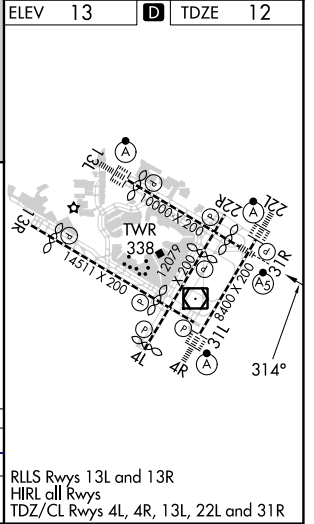 ELEV 13 D TDZE 12
13L
A
P
10000 X 200
22R
A
22L
13R
P
TWR
338
P
14511 X 200
12079 X 200
P
P
31R
A5
8400 X 200
P
P
4L
4R
31L
A
314°
RLLS Rwys 13L and 13R
HIRL all Rwys
TDZ/CL Rwys 4L, 4R, 13L, 22L and 31R